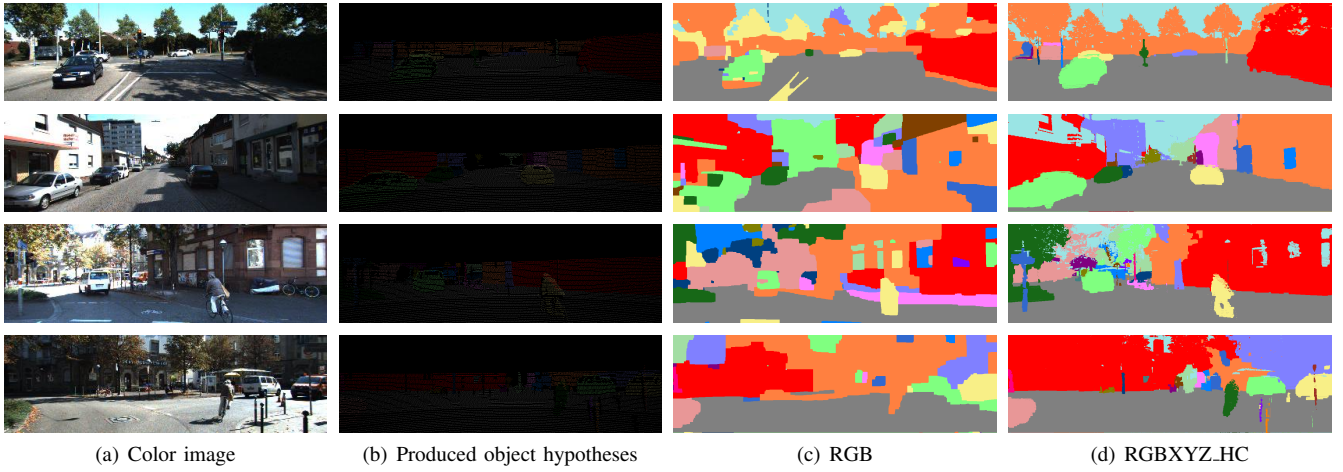 (a) Color image
(b) Produced object hypotheses
(c) RGB
(d) RGBXYZ_HC